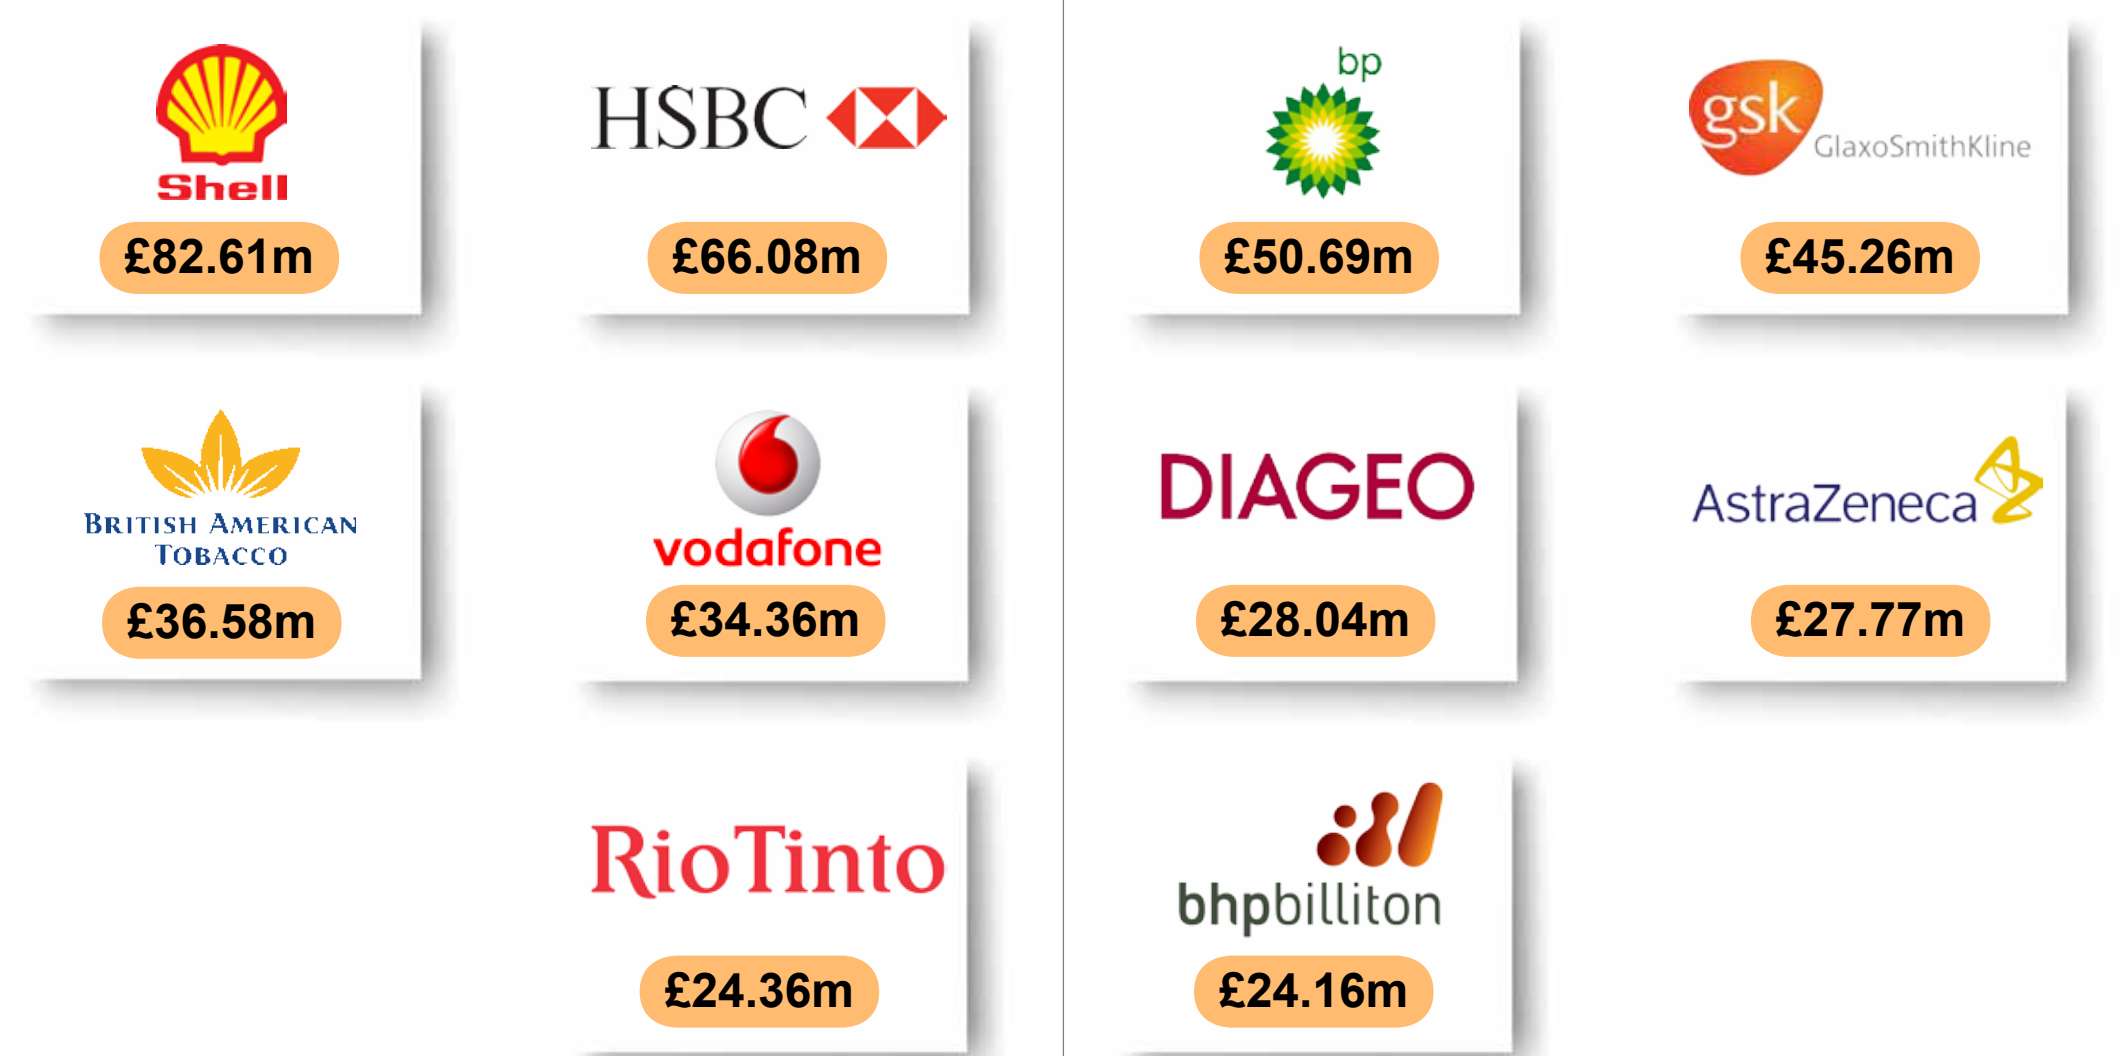 Shell
£82.61m
HSBC
£66.08m
bp
£50.69m
gsk
GlaxoSmithKline
£45.26m
BRITISH AMERICAN
TOBACCO
£36.58m
vodafone
£34.36m
DIAGEO
£28.04m
AstraZeneca
£27.77m
RioTinto
£24.36m
bhpbilliton
£24.16m